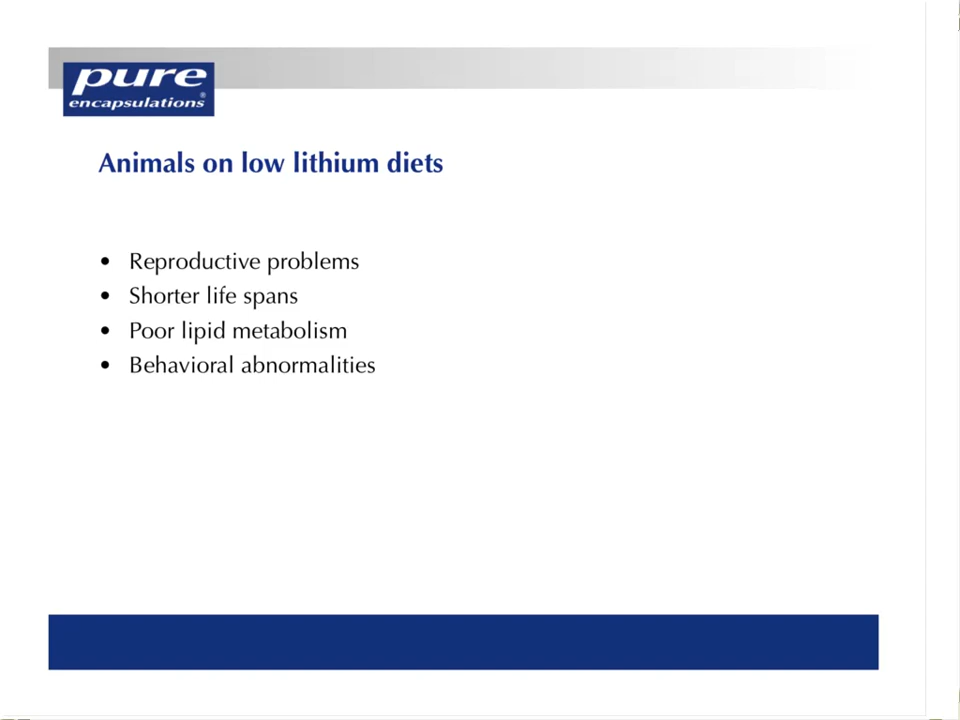 pure
encapsulations®
Animals on low lithium diets
• Reproductive problems
• Shorter life spans
• Poor lipid metabolism
• Behavioral abnormalities